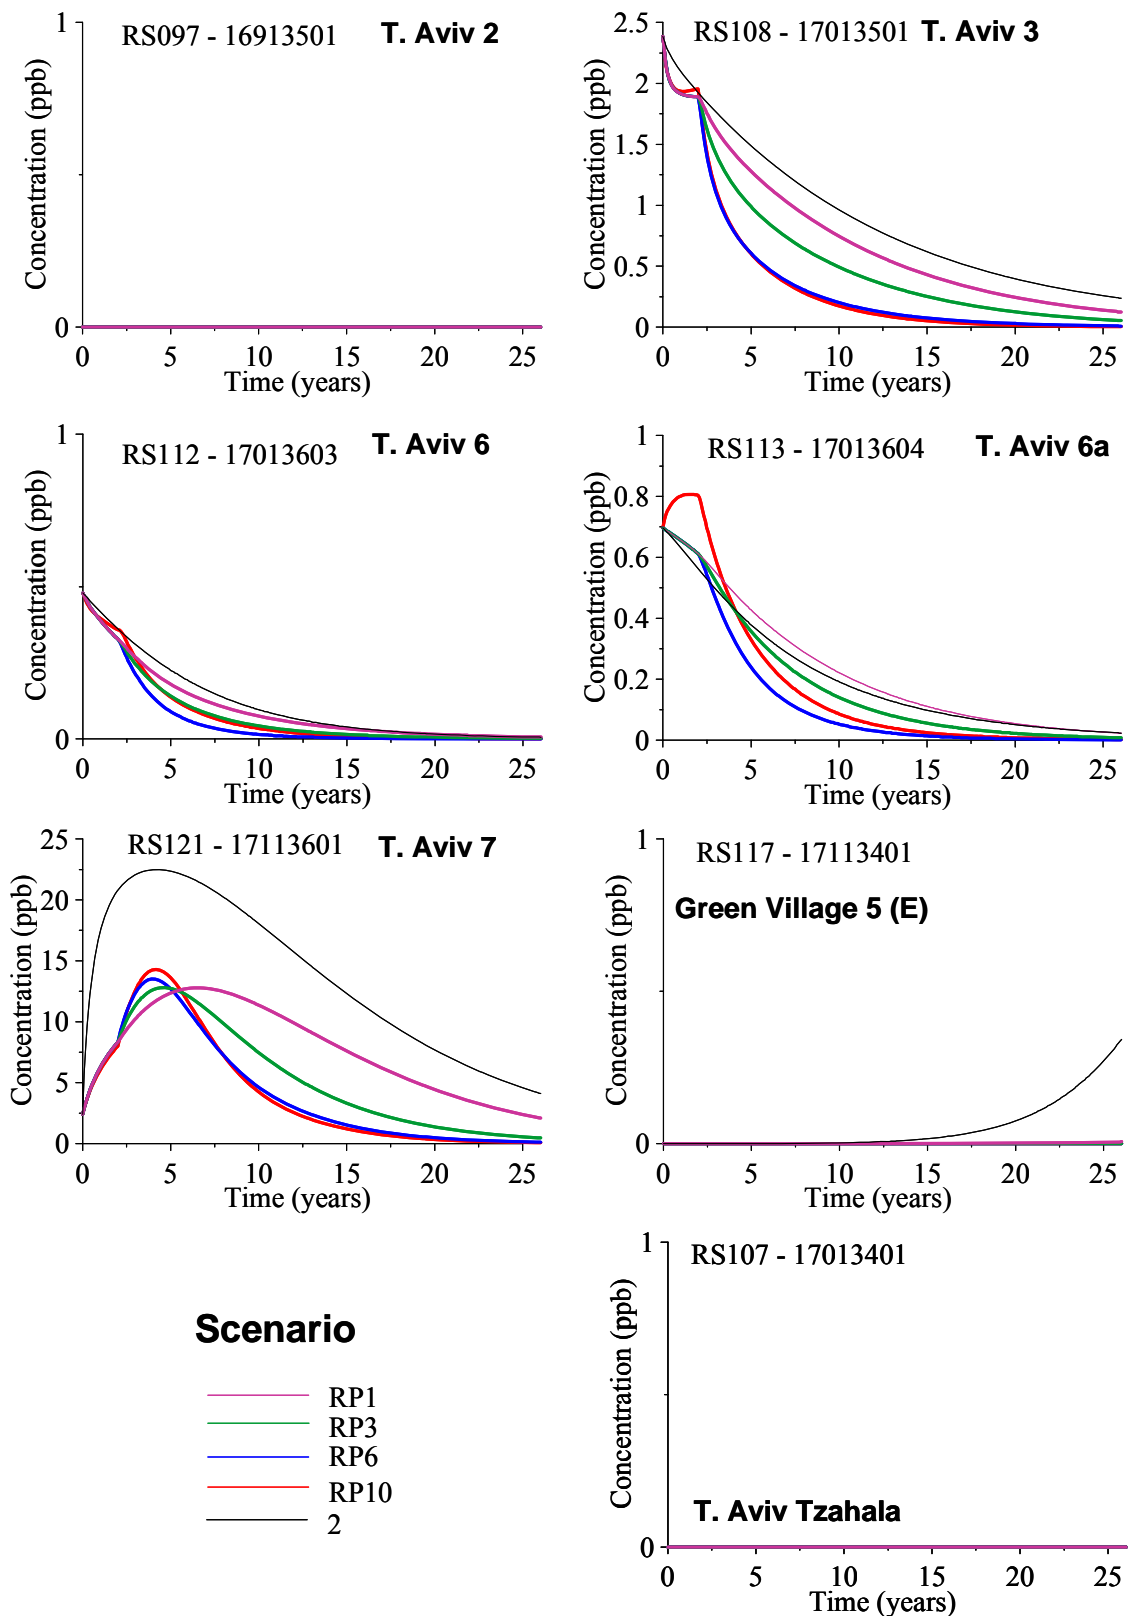 RS097 - 16913501 T. Aviv 2
Concentration (ppb)
1
0
0 5 10 15 20 25
Time (years)
RS108 - 17013501 T. Aviv 3
Concentration (ppb)
2.5
2
1.5
1
0.5
0
0 5 10 15 20 25
Time (years)
RS112 - 17013603 T. Aviv 6
Concentration (ppb)
1
0
0 5 10 15 20 25
Time (years)
RS113 - 17013604 T. Aviv 6a
Concentration (ppb)
1
0.8
0.6
0.4
0.2
0
0 5 10 15 20 25
Time (years)
RS121 - 17113601 T. Aviv 7
Concentration (ppb)
25
20
15
10
5
0
0 5 10 15 20 25
Time (years)
RS117 - 17113401
Green Village 5 (E)
Concentration (ppb)
1
0
0 5 10 15 20 25
Time (years)
Scenario
RP1
RP3
RP6
RP10
2
RS107 - 17013401
Concentration (ppb)
1
T. Aviv Tzahala
0
0 5 10 15 20 25
Time (years)